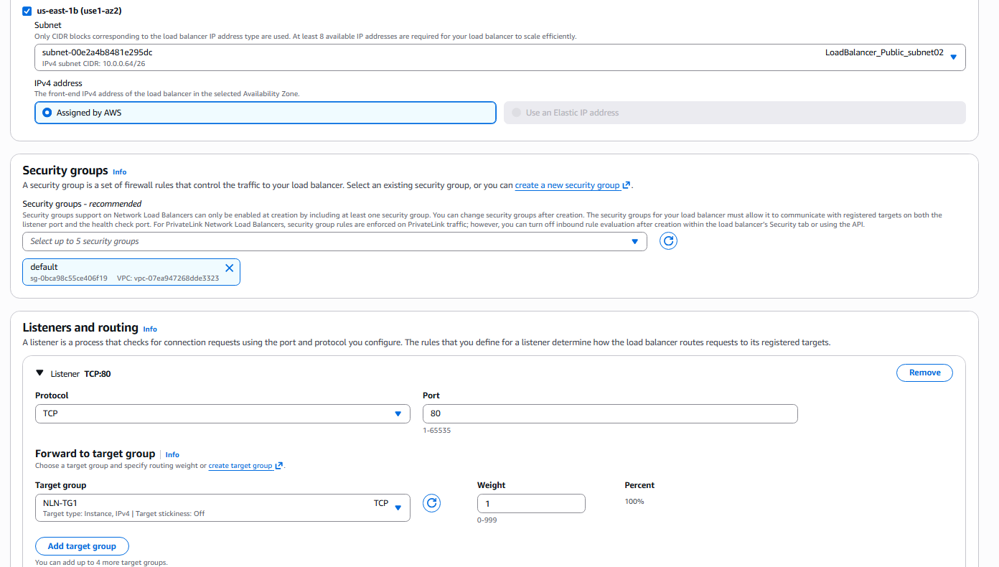 us-east-1b (use1-az2)
Subnet
Only CIDR blocks corresponding to the load balancer IP address type are used. At least 8 available IP addresses are required for your load balancer to scale efficiently.
subnet-00e2a4b8481e295dc LoadBalancer_Public_subnet02
IPv4 subnet CIDR: 10.0.0.64/26
IPv4 address
The front-end IPv4 address of the load balancer in the selected Availability Zone.
Assigned by AWS Use an Elastic IP address
Security groups Info
A security group is a set of firewall rules that control the traffic to your load balancer. Select an existing security group, or you can create a new security group.
Security groups - recommended
Security groups support on Network Load Balancers can only be enabled at creation by including at least one security group. You can change security groups after creation. The security groups for your load balancer must allow it to communicate with registered targets on both the
listener port and the health check port. For PrivateLink Network Load Balancers, security group rules are enforced on PrivateLink traffic; however, you can turn off inbound rule evaluation after creation within the load balancer's Security tab or using the API.
Select up to 5 security groups
default
sg-0bca98c55ce406f19 VPC: vpc-07ea947268dde3323
Listeners and routing Info
A listener is a process that checks for connection requests using the port and protocol you configure. The rules that you define for a listener determine how the load balancer routes requests to its registered targets.
Listener TCP:80 Remove
Protocol Port
TCP 80
1-65535
Forward to target group Info
Choose a target group and specify routing weight or create target group.
Target group Weight Percent
NLN-TG1 TCP 1 100%
Target type: Instance, IPv4 | Target stickiness: Off
0-999
Add target group
You can add up to 4 more target groups.